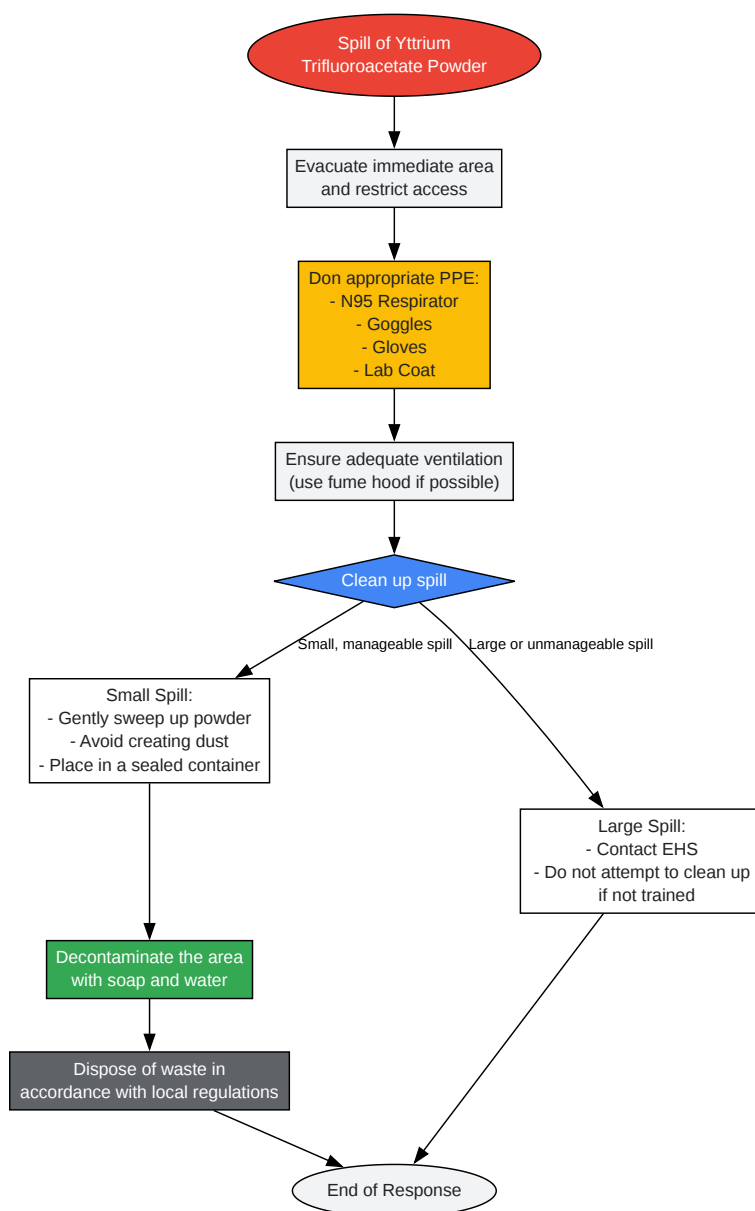 Spill of Yttrium
Trifluoroacetate Powder
Evacuate immediate area
and restrict access
Don appropriate PPE:
- N95 Respirator
- Goggles
- Gloves
- Lab Coat
Ensure adequate ventilation
(use fume hood if possible)
Clean up spill
Small, manageable spill
Large or unmanageable spill
Small Spill:
- Gently sweep up powder
- Avoid creating dust
- Place in a sealed container
Large Spill:
- Contact EHS
- Do not attempt to clean up
if not trained
Decontaminate the area
with soap and water
Dispose of waste in
accordance with local regulations
End of Response